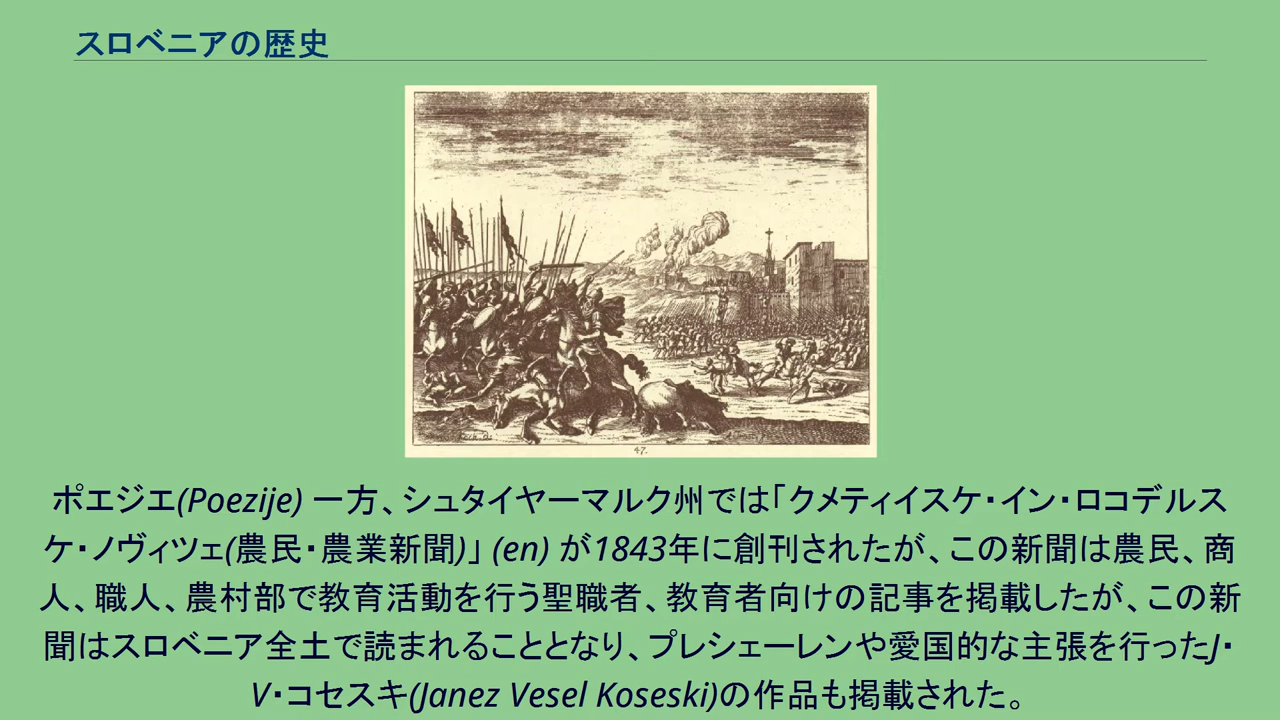 スロベニアの歴史
47.
ポエジエ(Poezije) 一方、シュタイヤーマルク州では「クメティイスケ・イン・ロコデルス
ケ・ノヴィツェ(農民・農業新聞)」 (en) が1843年に創刊されたが、この新聞は農民、商
人、職人、農村部で教育活動を行う聖職者、教育者向けの記事を掲載したが、この新
聞はスロベニア全土で読まれることとなり、プレシェーレンや愛国的な主張を行ったJ・
V・コセスキ(Janez Vesel Koseski)の作品も掲載された。